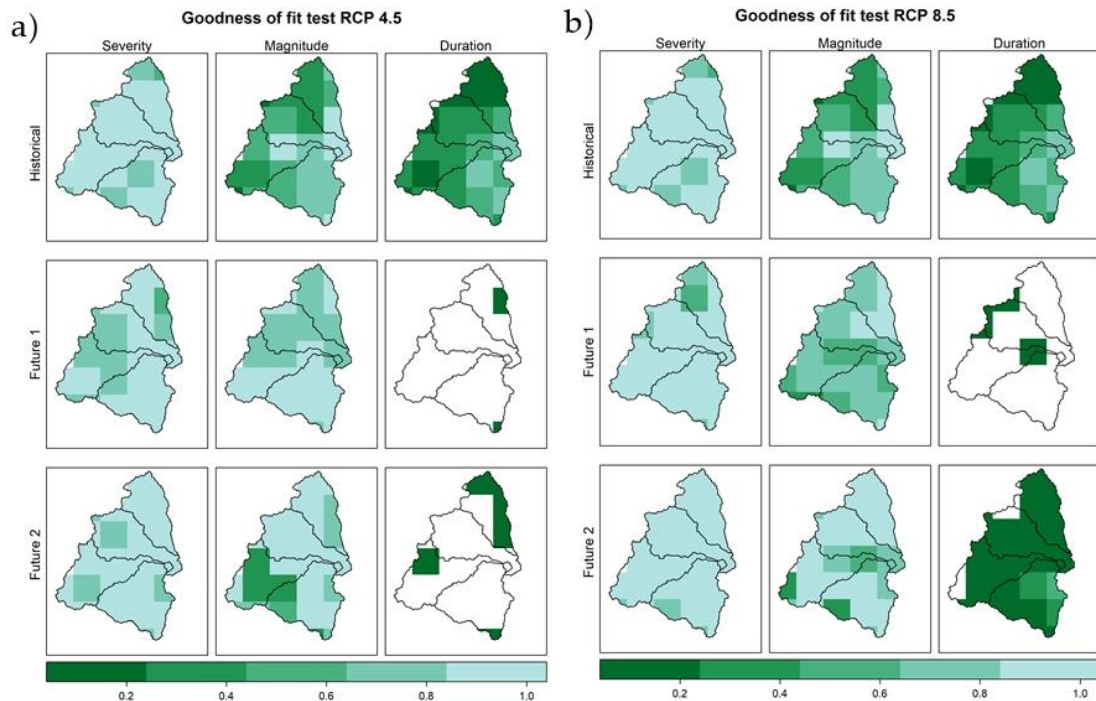 a)
Goodness of fit test RCP 4.5
Severity Magnitude Duration
Historical
Future 1
Future 2
0.2 0.4 0.6 0.8 1.0
b)
Goodness of fit test RCP 8.5
Severity Magnitude Duration
Historical
Future 1
Future 2
0.2 0.4 0.6 0.8 1.0